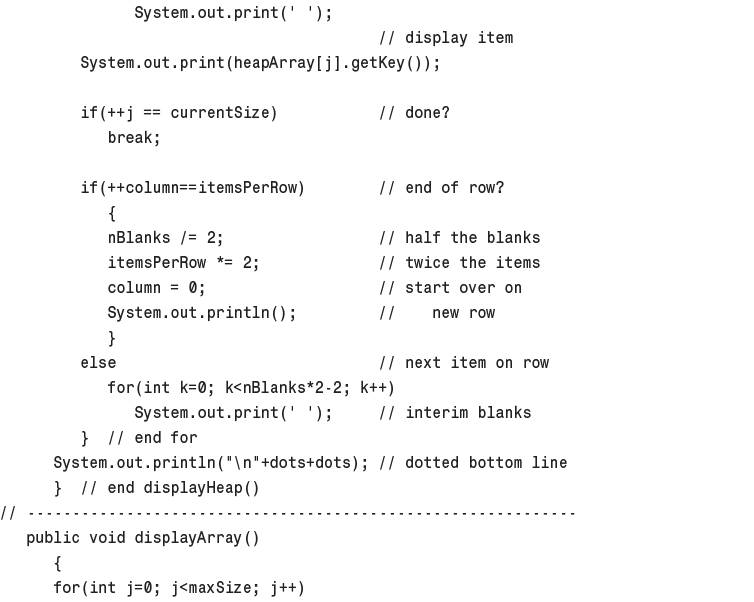 System.out.print(' ');
                                          // display item
         System.out.print(heapArray[j].getKey());

         if(++j == currentSize)           // done?
            break;

         if(++column==itemsPerRow)        // end of row?
            {
            nBlanks /= 2;                 // half the blanks
            itemsPerRow *= 2;             // twice the items
            column = 0;                   // start over on
            System.out.println();         //    new row
            }
         else                             // next item on row
            for(int k=0; k<nBlanks*2-2; k++)
               System.out.print(' ');     // interim blanks
         }  // end for
      System.out.println("\n"+dots+dots); // dotted bottom line
      }  // end displayHeap()
// -------------------------------------------------------------
   public void displayArray()
      {
      for(int j=0; j<maxSize; j++)